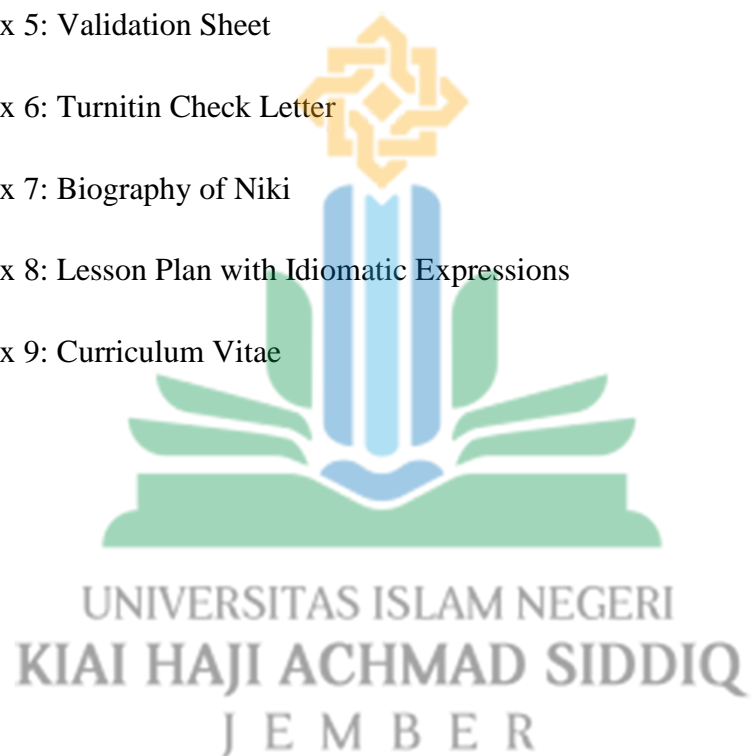 x 5: Validation Sheet
x 6: Turnitin Check Letter
x 7: Biography of Niki
x 8: Lesson Plan with Idiomatic Expressions
x 9: Curriculum Vitae
UNIVERSITAS ISLAM NEGERI
KIAI HAJI ACHMAD SIDDIQ
JEMBER